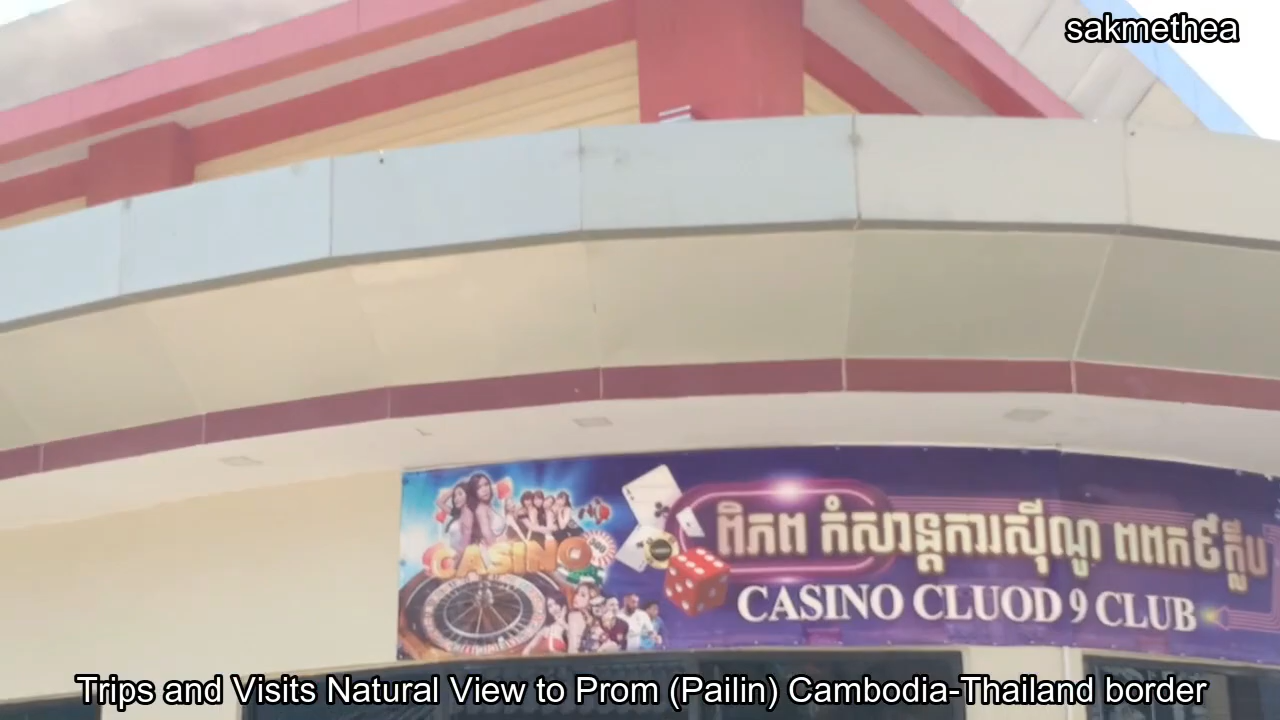 sakmethea
ពិភព កំសាន្តការស៊ីណូ ពពក៩ក្លឹប
CASINO
CASINO CLUOD 9 CLUB
Trips and Visits Natural View to Prom (Pailin) Cambodia-Thailand border